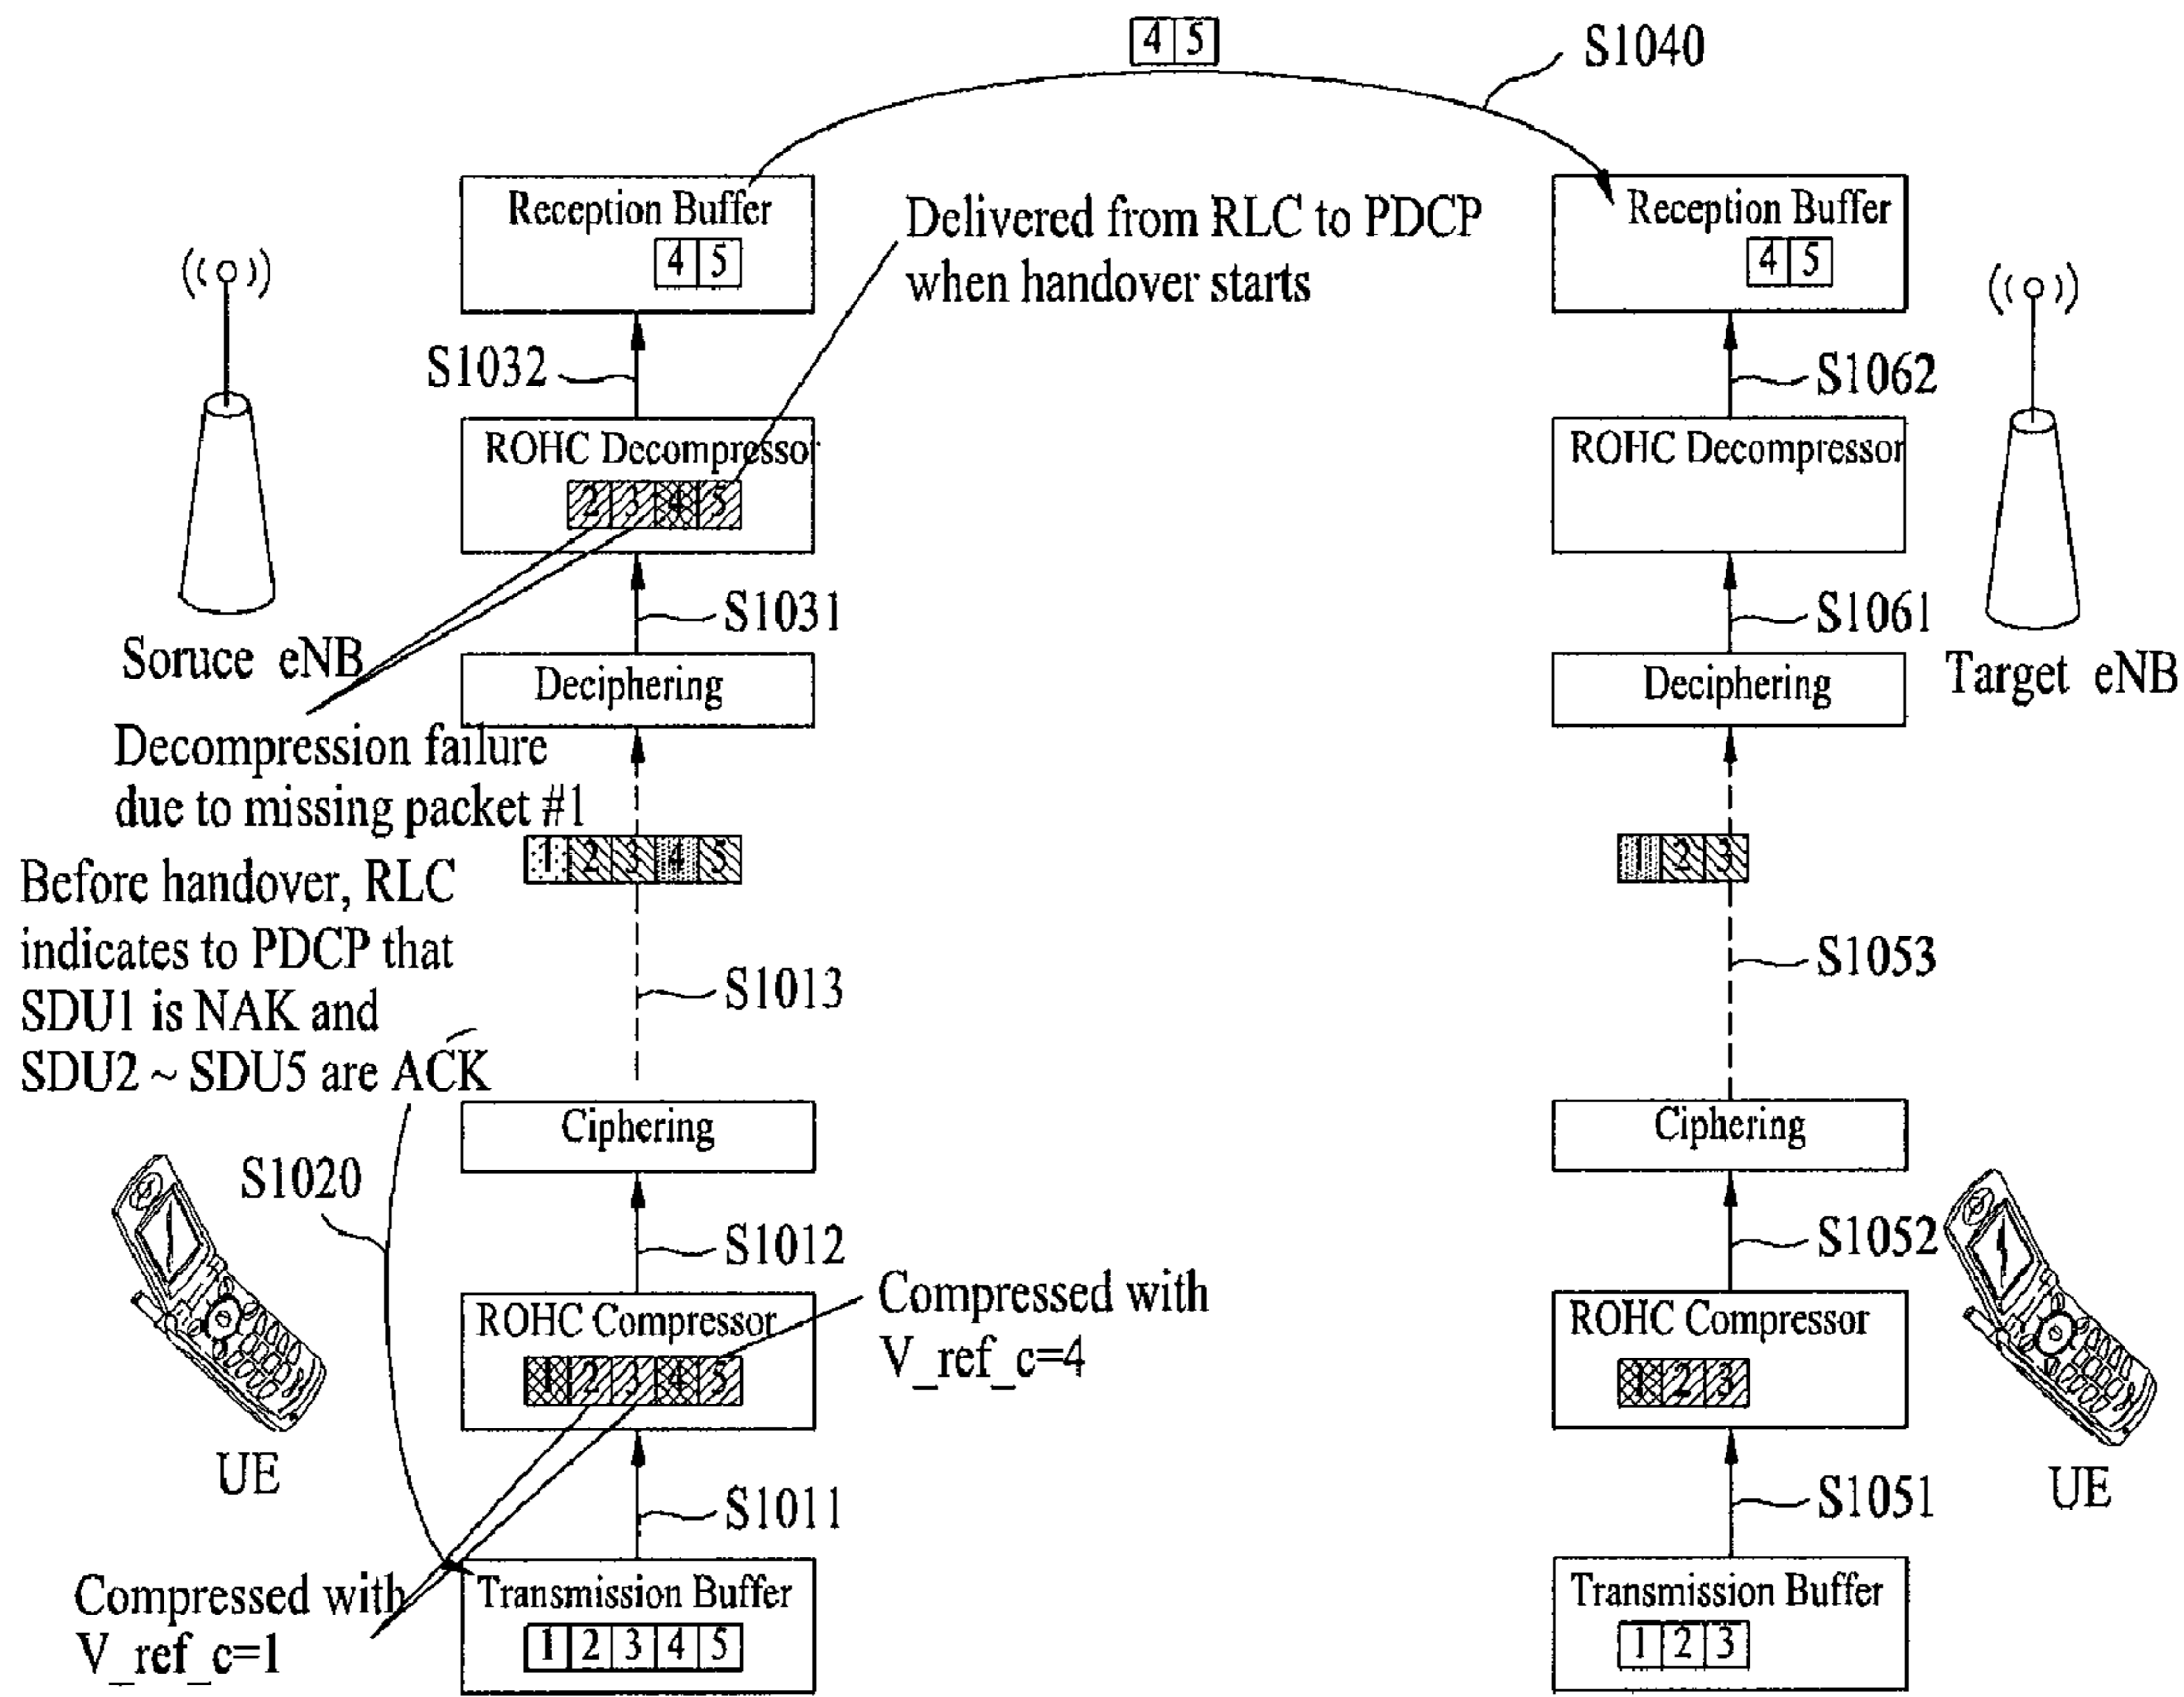 4 5
S1040
Reception Buffer
4 5
Delivered from RLC to PDCP
when handover starts
Reception Buffer
4 5
S1032
S1062
ROHC Decompressor
2 3 4 5
ROHC Decompressor
S1031
S1061
Soruce eNB
Deciphering
Deciphering
Target eNB
Decompression failure
due to missing packet #1
1 2 3 4 5
1 2 3
Before handover, RLC
indicates to PDCP that
SDU1 is NAK and
SDU2 ~ SDU5 are ACK
S1013
S1053
Ciphering
Ciphering
S1020
S1012
S1052
ROHC Compressor
1 2 3 4 5
Compressed with
V_ref_c=4
ROHC Compressor
1 2 3
UE
UE
S1011
S1051
Compressed with
V_ref_c=1
Transmission Buffer
1 2 3 4 5
Transmission Buffer
1 2 3